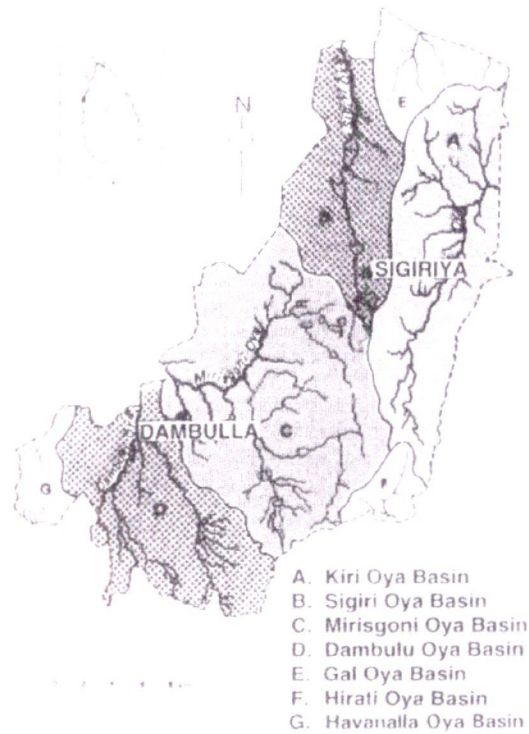 N
E
A
B
SIGIRIYA
DAMBULLA
C
G
D
F
A. Kiri Oya Basin
B. Sigiri Oya Basin
C. Mirisgoni Oya Basin
D. Dambulu Oya Basin
E. Gal Oya Basin
F. Hirati Oya Basin
G. Havanalla Oya Basin